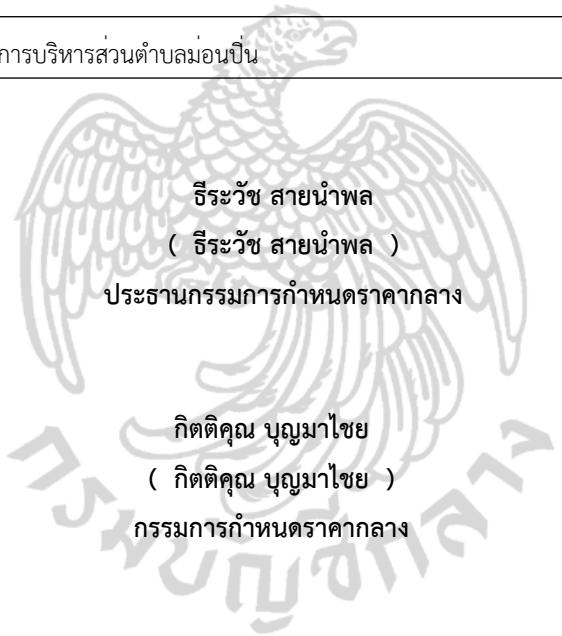 การบริหารส่วนตำบลม่อนปิ่น
ธีระวัช สายนำพล
( ธีระวัช สายนำพล )
ประธานกรรมการกำหนดราคากลาง
กิตติคุณ บุญมาไชย
( กิตติคุณ บุญมาไชย )
กรรมการกำหนดราคากลาง
กรมบัญชีกลาง